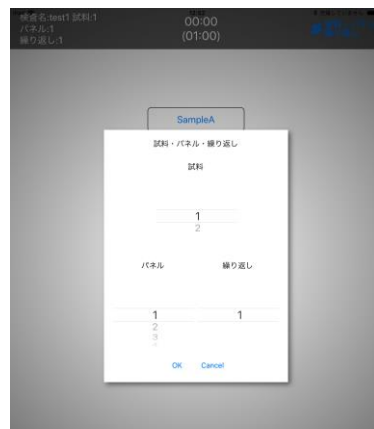 検査名:test1 試料:1
パネル:1
繰り返し:1
00:00
(01:00)
SampleA
試料・パネル・繰り返し
試料
1
2
パネル
繰り返し
1
1
2
3
OK
Cancel